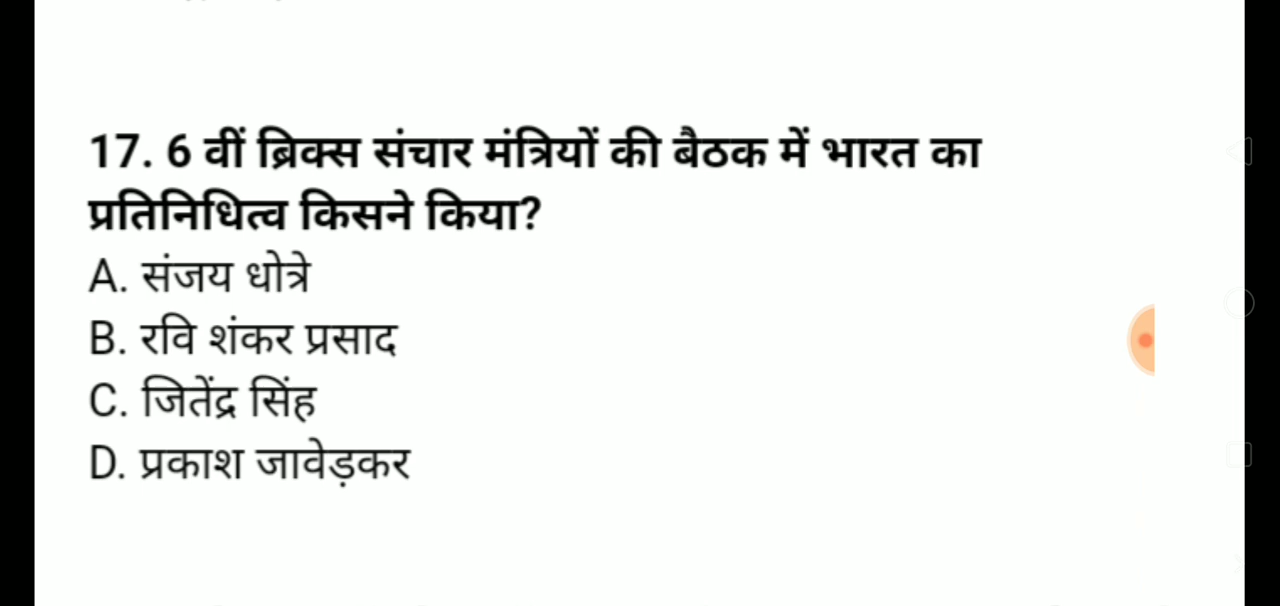 17. 6 वीं ब्रिक्स संचार मंत्रियों की बैठक में भारत का
प्रतिनिधित्व किसने किया?
A. संजय धोत्रे
B. रवि शंकर प्रसाद
C. जितेंद्र सिंह
D. प्रकाश जावेड़कर